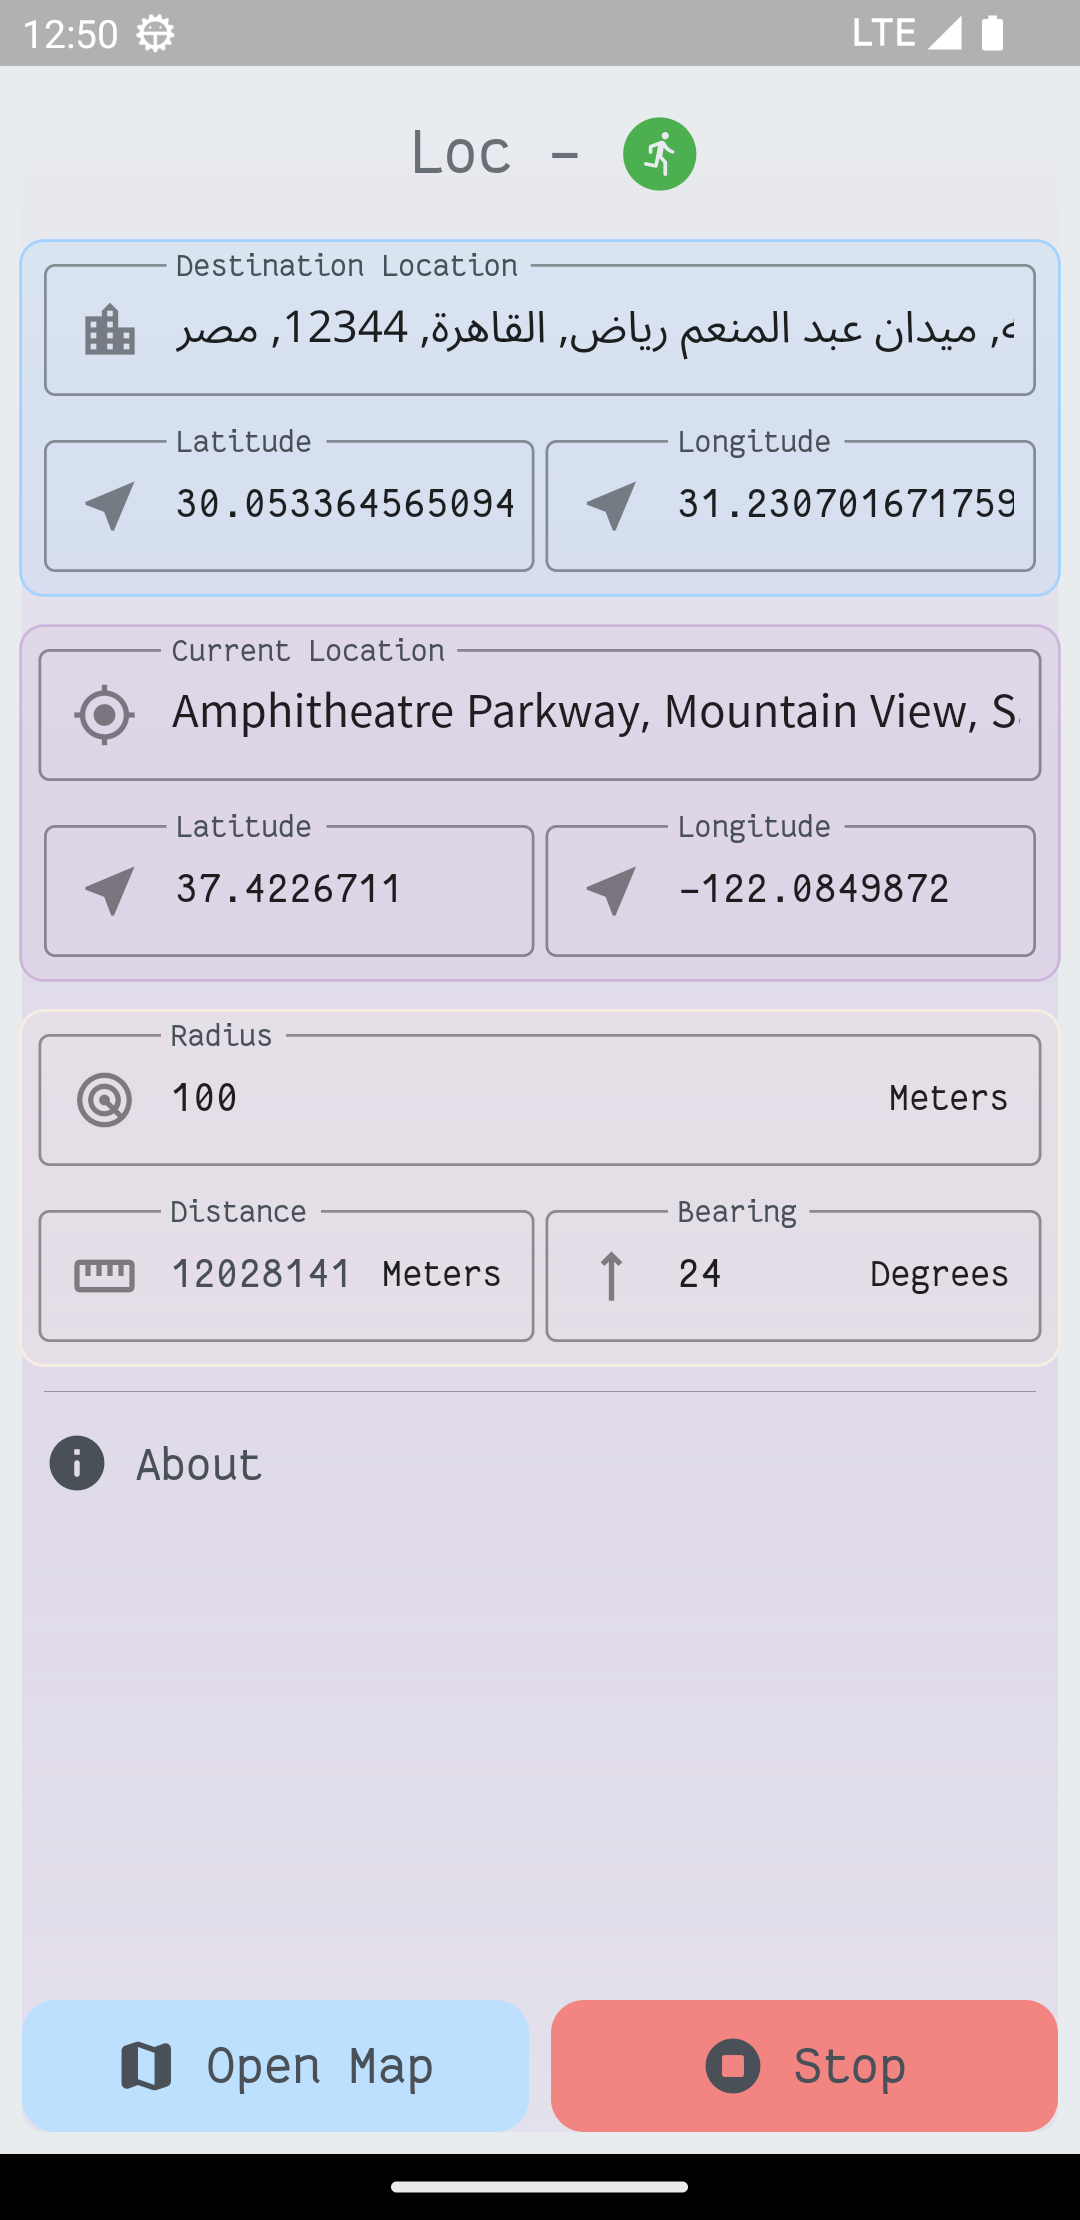 12:50
LTE
Loc -
Destination Location
ميدان عبد المنعم رياض, القاهرة, 12344, مصر
Latitude
30.053364565094
Longitude
31.230701671759
Current Location
Amphitheatre Parkway, Mountain View,
Latitude
37.4226711
Longitude
-122.0849872
Radius
100 Meters
Distance
12028141 Meters
Bearing
24 Degrees
About
Open Map
Stop